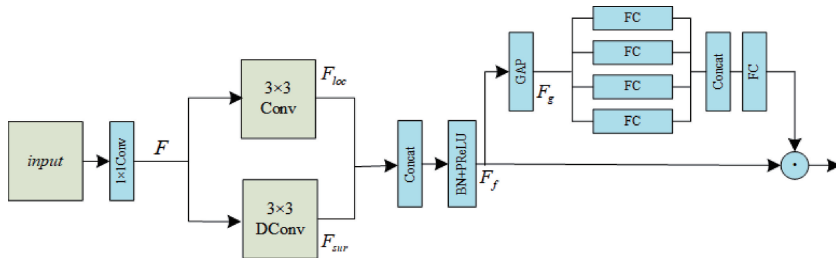 input
1×1Conv
F
3×3
Conv
F_loc
3×3
DConv
F_sur
Concat
BN+PReLU
F_f
GAP
F_g
FC
FC
FC
FC
Concat
FC